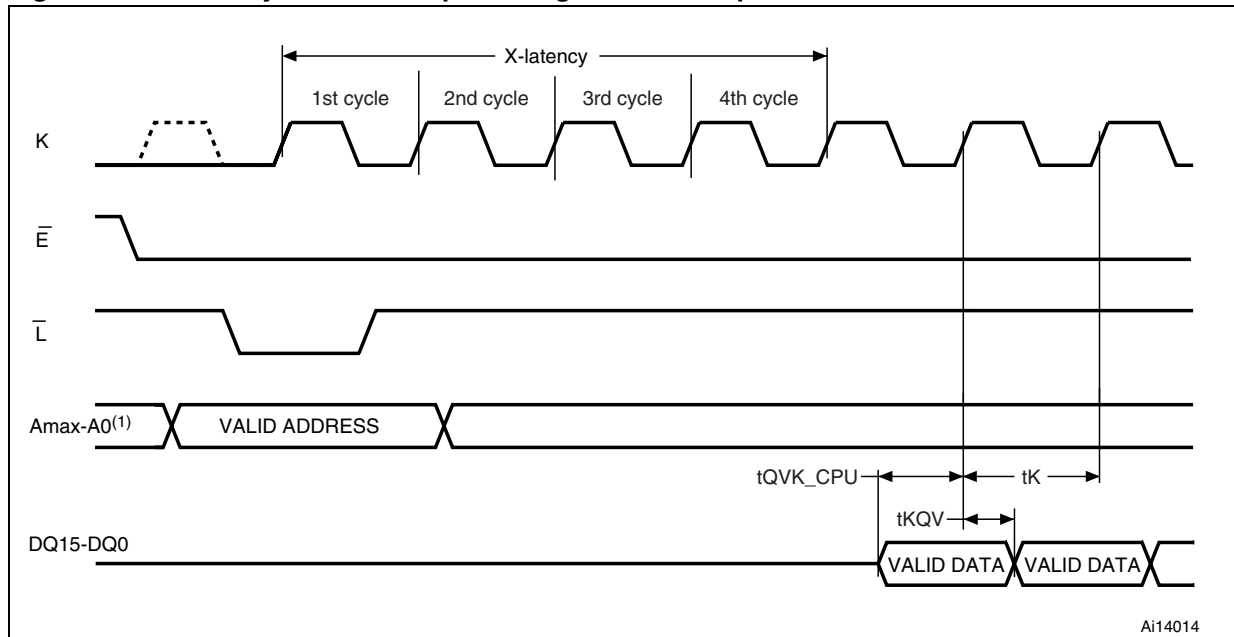 X-latency
1st cycle 2nd cycle 3rd cycle 4th cycle
K
E
L
Amax-A0(1) VALID ADDRESS
tQVK_CPU tK
tKQV
DQ15-DQ0
VALID DATA VALID DATA
Ai14014